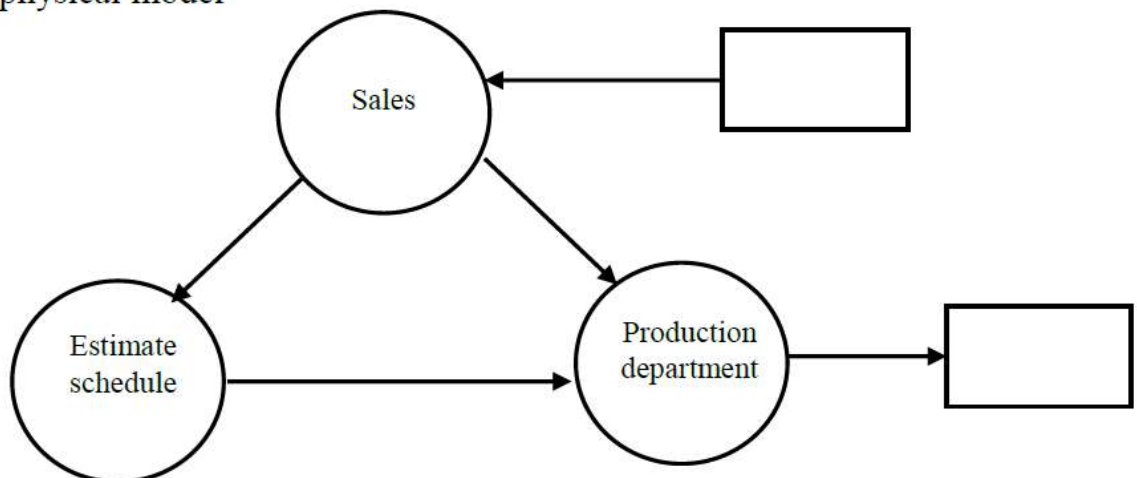 physical model
Sales
Estimate
schedule
Production
department